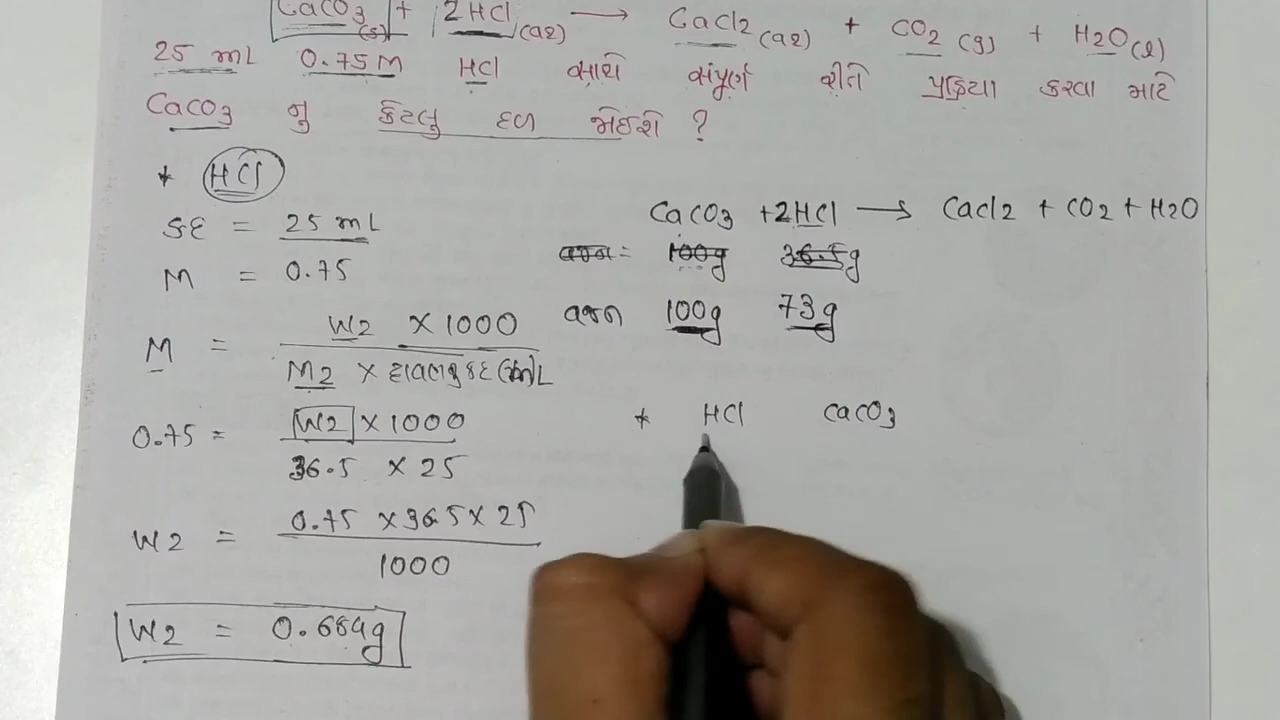 CaCO3(s) + 2HCl(aq) → CaCl2(aq) + CO2(g) + H2O(l)
25 mL 0.75M HCl સાથે સંપૂર્ણ રીતે પ્રક્રિયા કરવા માટે
CaCO3 નુ કેટલુ દળ જોઈશે ?
* HCl
કદ = 25 mL
M = 0.75
M = W2 × 1000 / M2 × દ્રાવણનુ કદ (mL)
0.75 = W2 × 1000 / 36.5 × 25
W2 = 0.75 × 36.5 × 25 / 1000
W2 = 0.684g
CaCO3 + 2HCl → CaCl2 + CO2 + H2O
વજન = 100g 36.5g
વજન 100g 73g
* HCl CaCO3